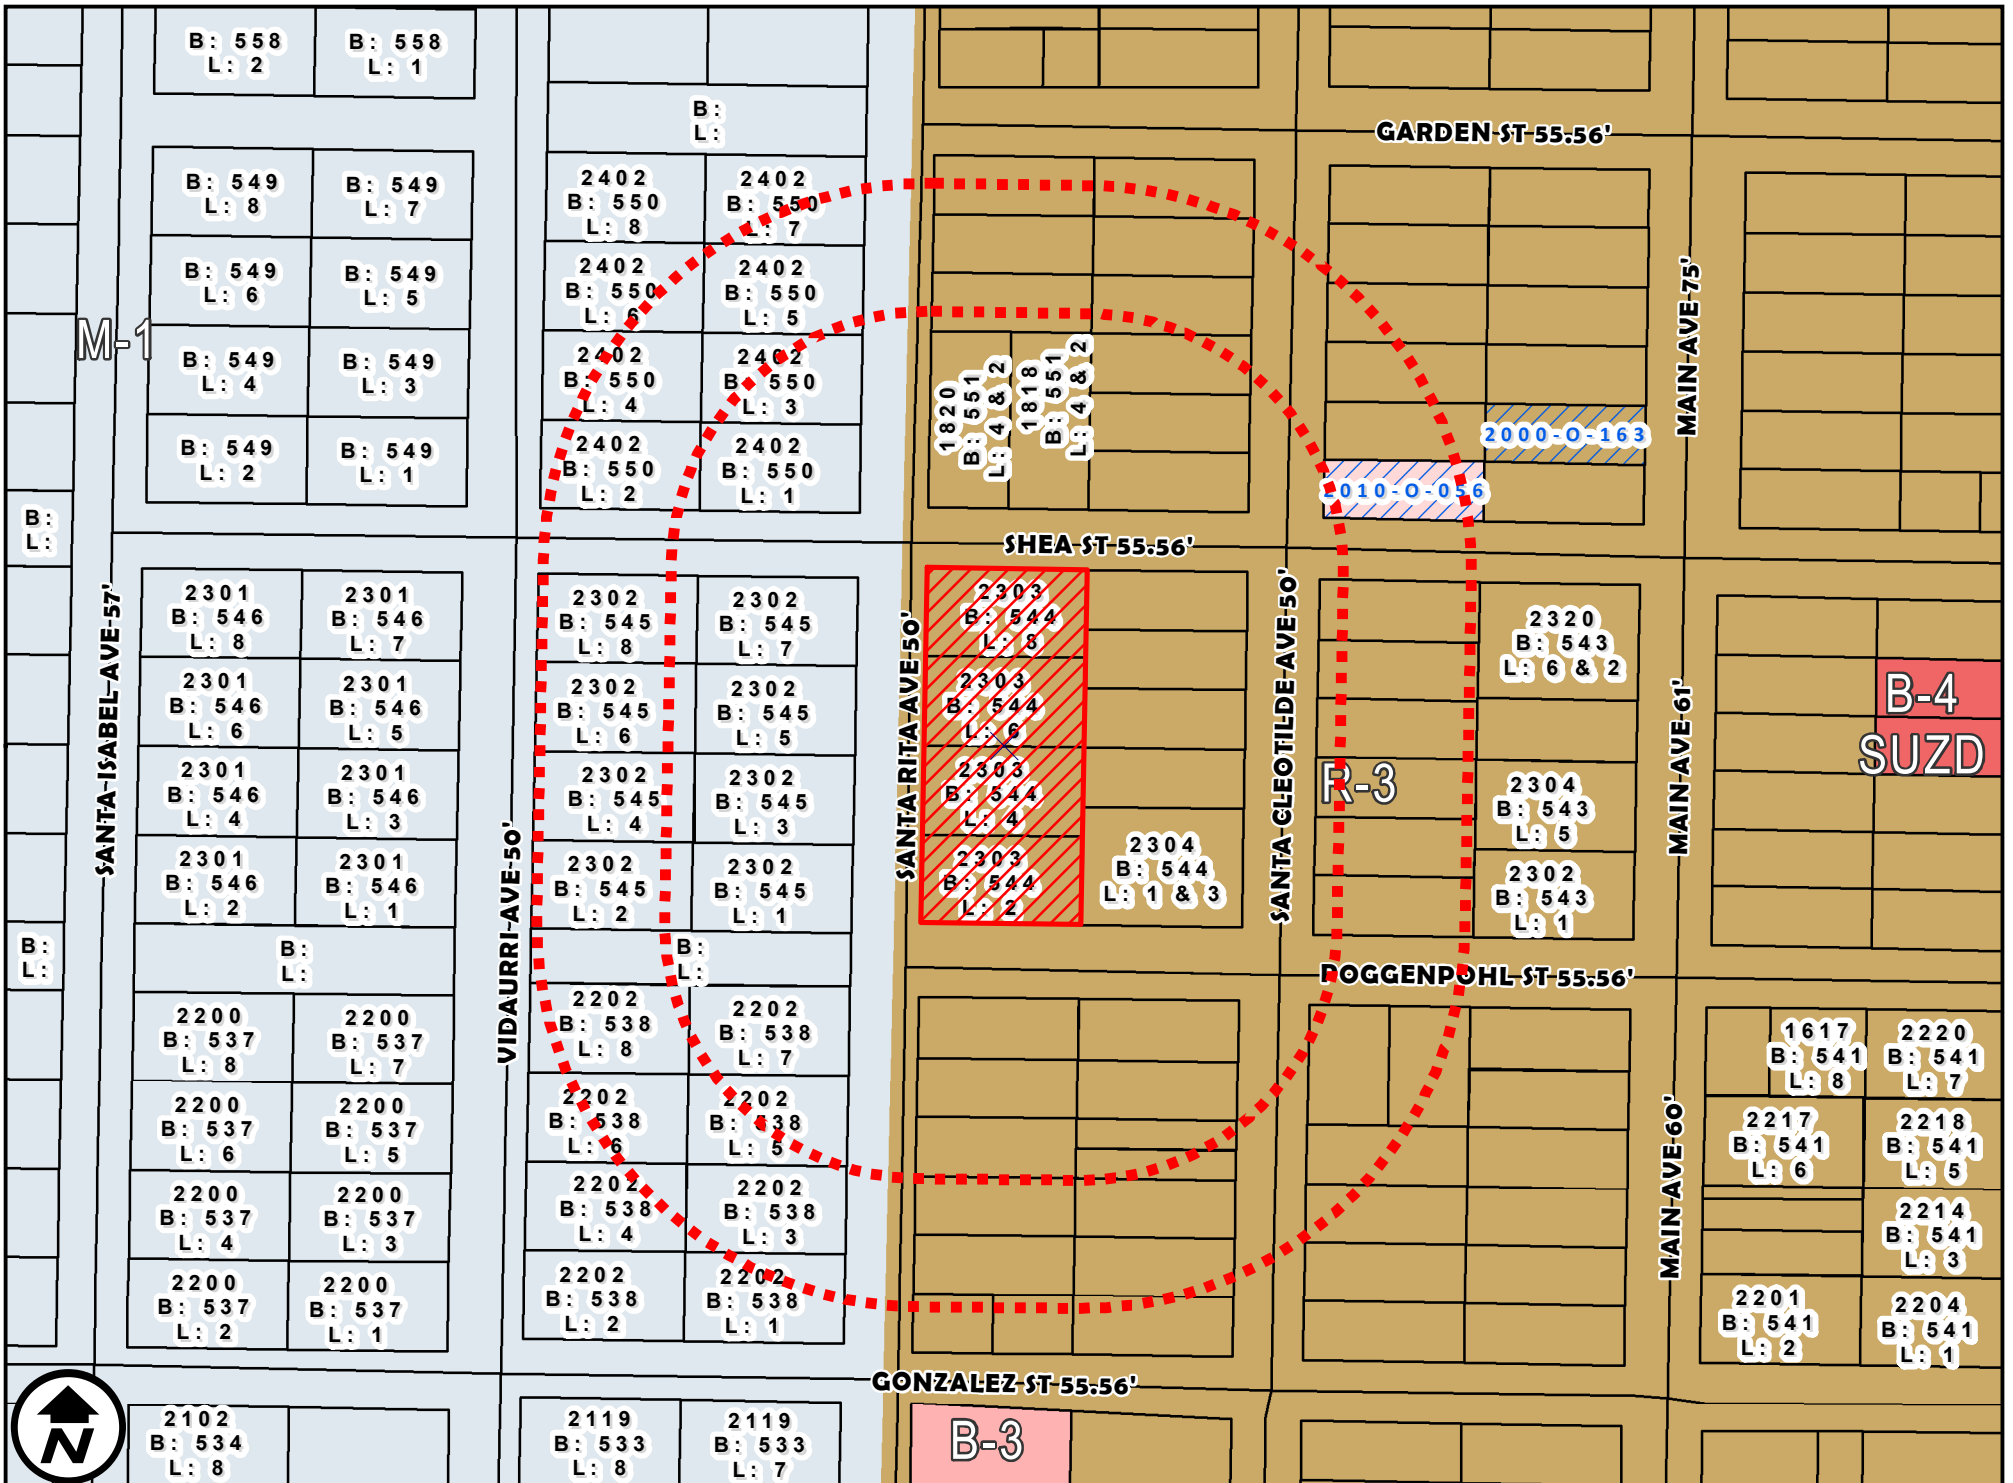 B: 558
L: 2
B: 558
L: 1
B:
L:
GARDEN ST 55.56'
B: 549
L: 8
B: 549
L: 7
2402
B: 550
L: 8
2402
B: 550
L: 7
B: 549
L: 6
B: 549
L: 5
2402
B: 550
L: 6
2402
B: 550
L: 5
M-1
B: 549
L: 4
B: 549
L: 3
2402
B: 550
L: 4
2402
B: 550
L: 3
1820
B: 551
L: 4 & 2
1818
B: 551
L: 4 & 2
MAIN AVE 75'
B: 549
L: 2
B: 549
L: 1
2402
B: 550
L: 2
2402
B: 550
L: 1
2000-O-163
2010-O-056
B:
L:
SHEA ST 55.56'
SANTA ISABEL AVE 57'
2301
B: 546
L: 8
2301
B: 546
L: 7
2302
B: 545
L: 8
2302
B: 545
L: 7
SANTA RITA AVE 50'
2303
B: 544
L: 8
SANTA CLEOTILDE AVE 50'
2320
B: 543
L: 6 & 2
2301
B: 546
L: 6
2301
B: 546
L: 5
2302
B: 545
L: 6
2302
B: 545
L: 5
2303
B: 544
L: 6
MAIN AVE 61'
B-4
SUZD
2301
B: 546
L: 4
2301
B: 546
L: 3
2302
B: 545
L: 4
2302
B: 545
L: 3
2303
B: 544
L: 4
R-3
2304
B: 543
L: 5
2301
B: 546
L: 2
2301
B: 546
L: 1
VIDAURRI AVE 50'
2302
B: 545
L: 2
2302
B: 545
L: 1
2303
B: 544
L: 2
2304
B: 544
L: 1 & 3
2302
B: 543
L: 1
B:
L:
B:
L:
B:
L:
POGGENPOHL ST 55.56'
2200
B: 537
L: 8
2200
B: 537
L: 7
2202
B: 538
L: 8
2202
B: 538
L: 7
1617
B: 541
L: 8
2220
B: 541
L: 7
2200
B: 537
L: 6
2200
B: 537
L: 5
2202
B: 538
L: 6
2202
B: 538
L: 5
MAIN AVE 60'
2217
B: 541
L: 6
2218
B: 541
L: 5
2200
B: 537
L: 4
2200
B: 537
L: 3
2202
B: 538
L: 4
2202
B: 538
L: 3
2214
B: 541
L: 3
2200
B: 537
L: 2
2200
B: 537
L: 1
2202
B: 538
L: 2
2202
B: 538
L: 1
2201
B: 541
L: 2
2204
B: 541
L: 1
GONZALEZ ST 55.56'
N
2102
B: 534
L: 8
2119
B: 533
L: 8
2119
B: 533
L: 7
B-3